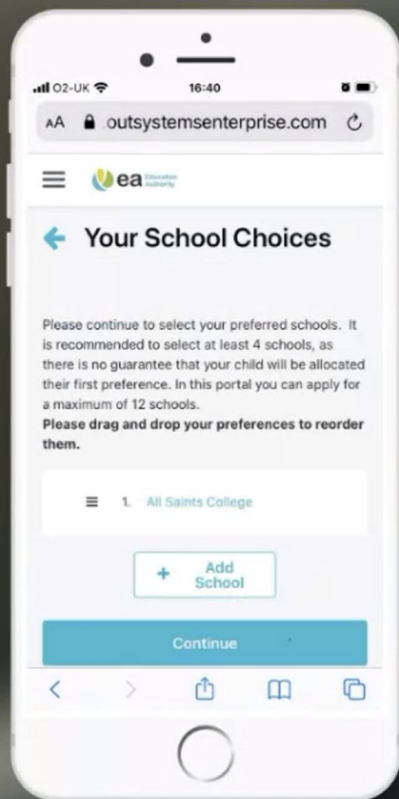 O2-UK 16:40
AA outsystemsenterprise.com
ea Education Authority
Your School Choices
Please continue to select your preferred schools. It
is recommended to select at least 4 schools, as
there is no guarantee that your child will be allocated
their first preference. In this portal you can apply for
a maximum of 12 schools.
Please drag and drop your preferences to reorder
them.
1. All Saints College
+ Add
School
Continue